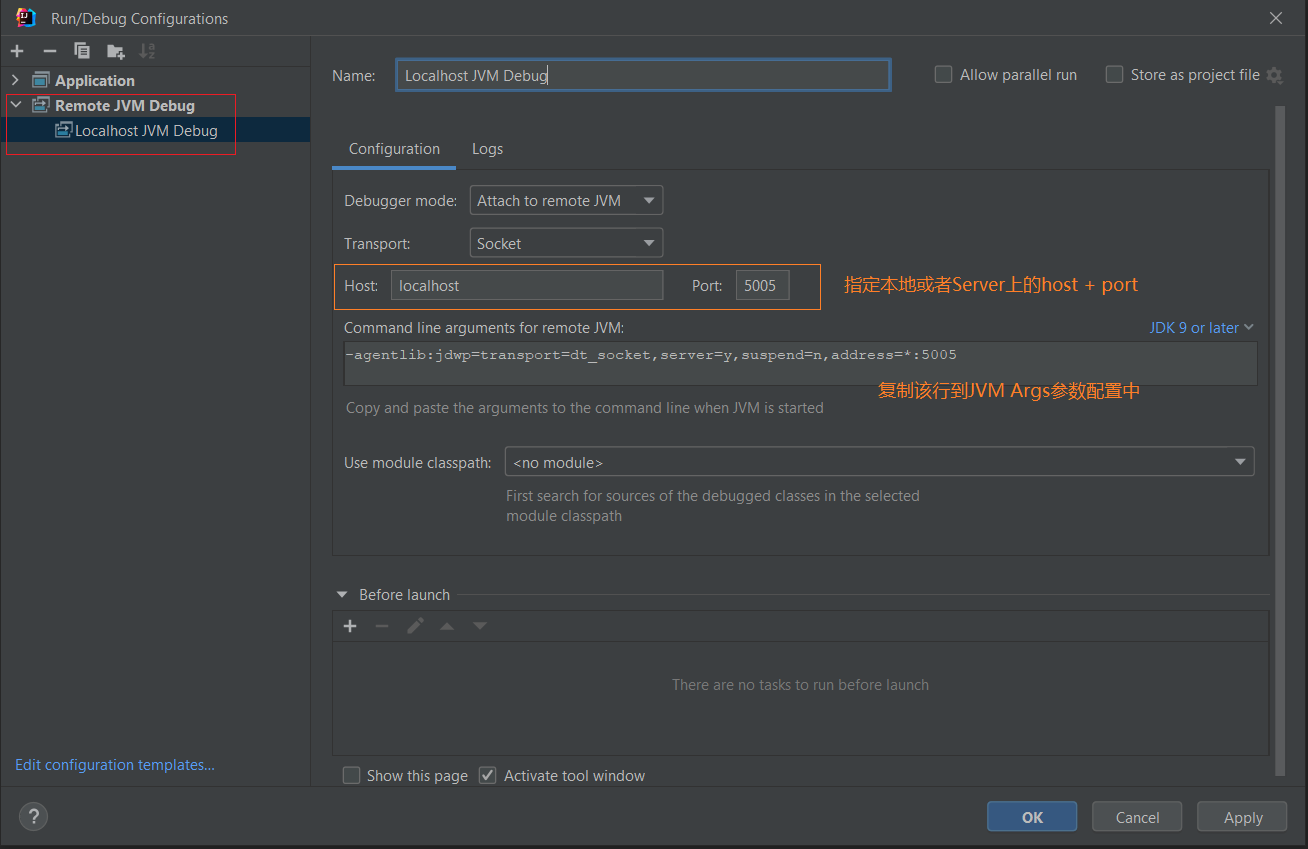 Run/Debug Configurations
Application
Remote JVM Debug
Localhost JVM Debug
Name: Localhost JVM Debug
Allow parallel run
Store as project file
Configuration Logs
Debugger mode: Attach to remote JVM
Transport: Socket
Host: localhost Port: 5005 指定本地或者Server上的host + port
Command line arguments for remote JVM: JDK 9 or later
-agentlib:jdwp=transport=dt_socket,server=y,suspend=n,address=*:5005
复制该行到JVM Args参数配置中
Copy and paste the arguments to the command line when JVM is started
Use module classpath: <no module>
First search for sources of the debugged classes in the selected
module classpath
Before launch
There are no tasks to run before launch
Edit configuration templates...
Show this page Activate tool window
? OK Cancel Apply